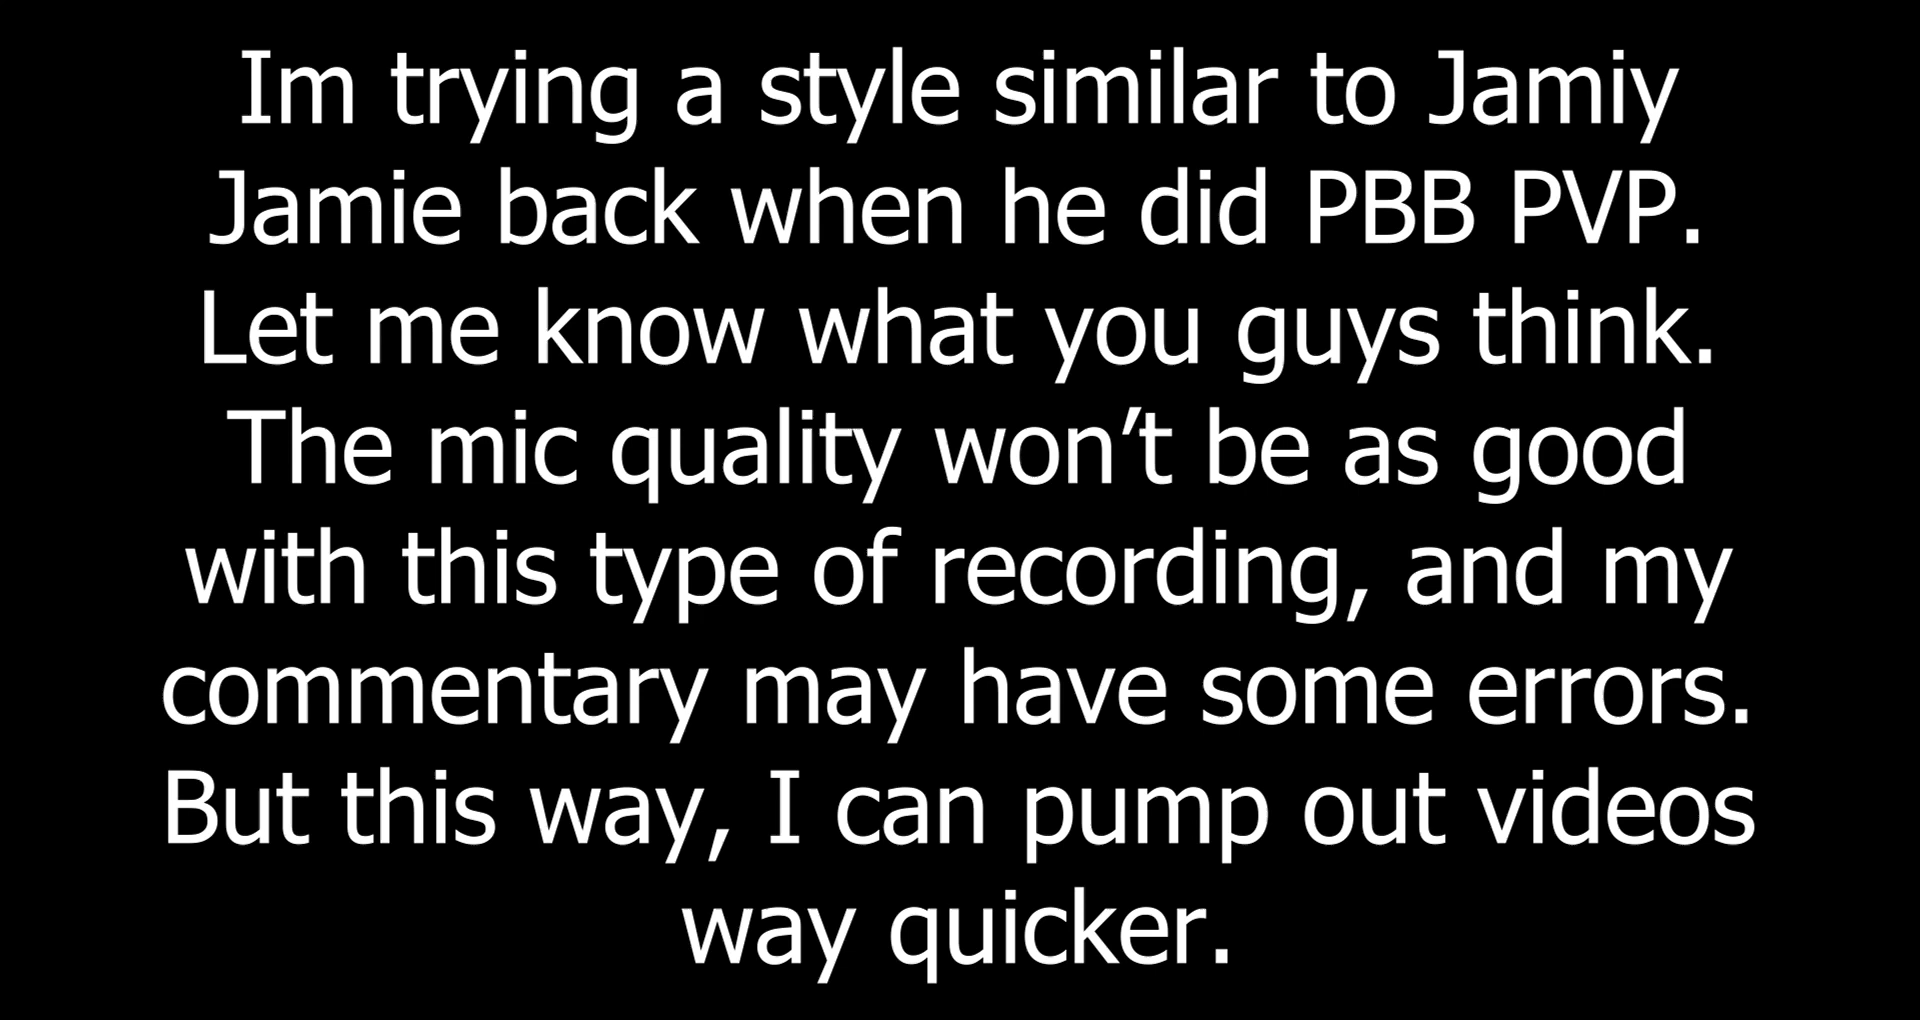 Im trying a style similar to Jamiy
Jamie back when he did PBB PVP.
Let me know what you guys think.
The mic quality won’t be as good
with this type of recording, and my
commentary may have some errors.
But this way, I can pump out videos
way quicker.